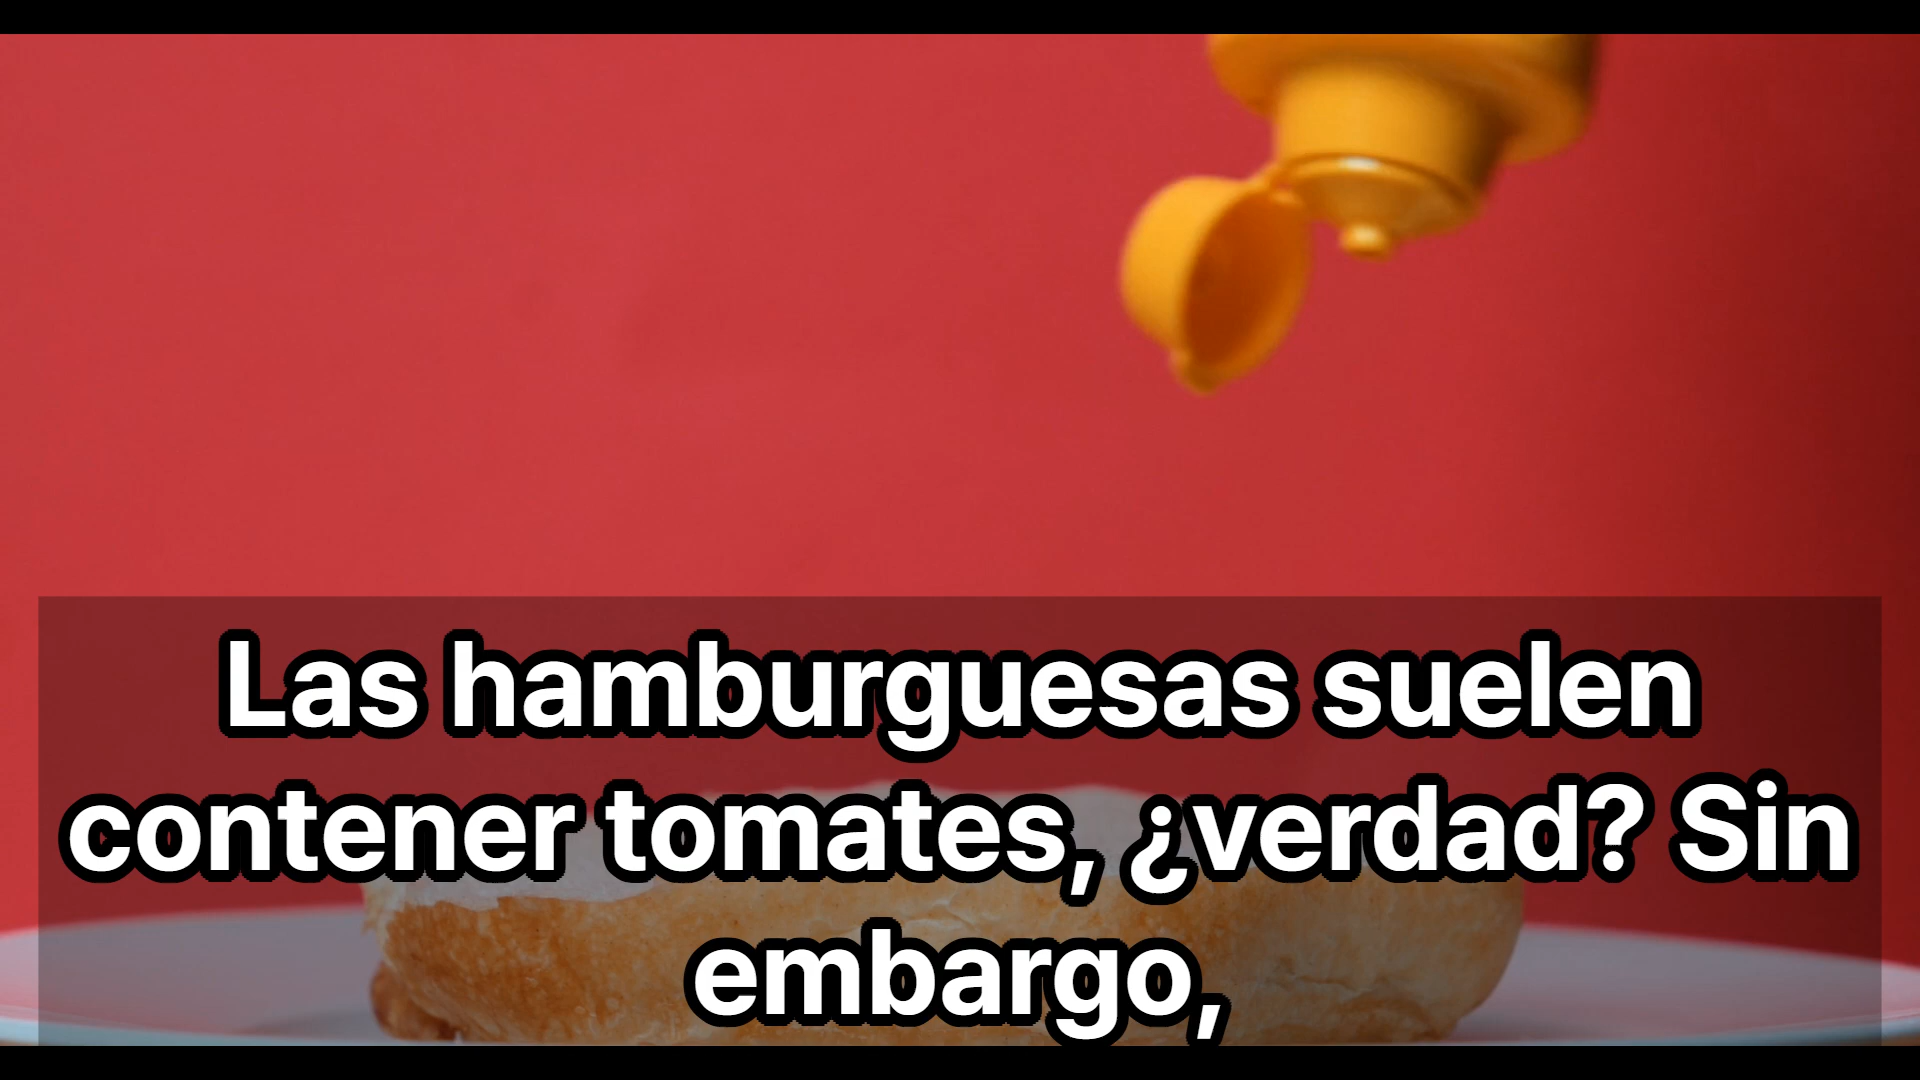 Las hamburguesas suelen
contener tomates, ¿verdad? Sin
embargo,